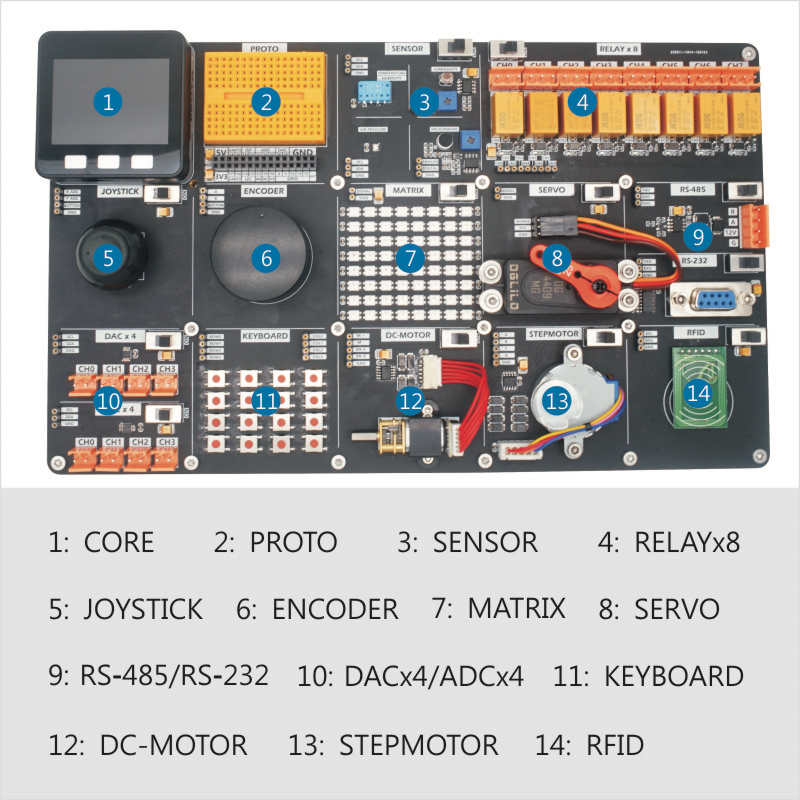 PROTO
SENSOR
RELAY x 8
CH0 CH1 CH2 CH3 CH4 CH5 CH6 CH7
1
2
3
4
5V
GND
3V3
JOYSTICK
ENCODER
MATRIX
SERVO
RS-485
B
A
12V
G
5
6
7
8
9
RS-232
DAC x 4
KEYBOARD
DC-MOTOR
STEPMOTOR
RFID
CH0 CH1 CH2 CH3
10
11
12
13
14
x 4
CH0 CH1 CH2 CH3
1: CORE 2: PROTO 3: SENSOR 4: RELAYx8
5: JOYSTICK 6: ENCODER 7: MATRIX 8: SERVO
9: RS-485/RS-232 10: DACx4/ADCx4 11: KEYBOARD
12: DC-MOTOR 13: STEPMOTOR 14: RFID